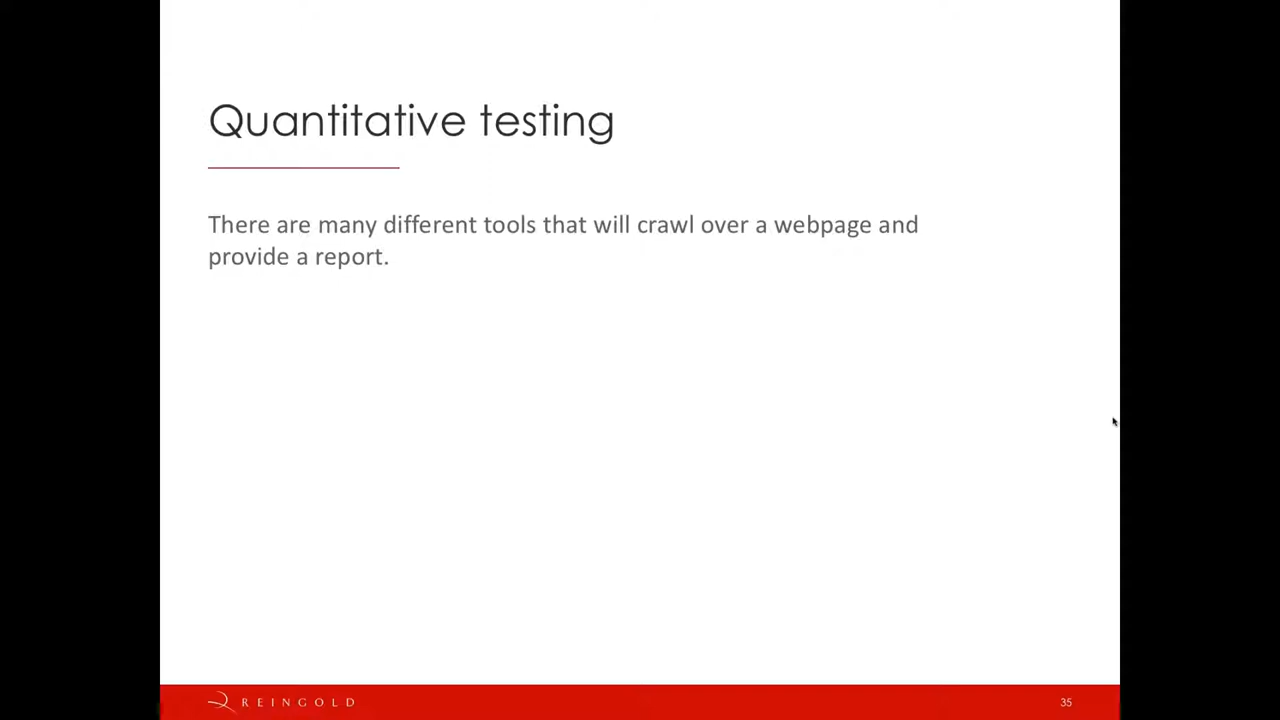 Quantitative testing
There are many different tools that will crawl over a webpage and
provide a report.
REINGOLD
35